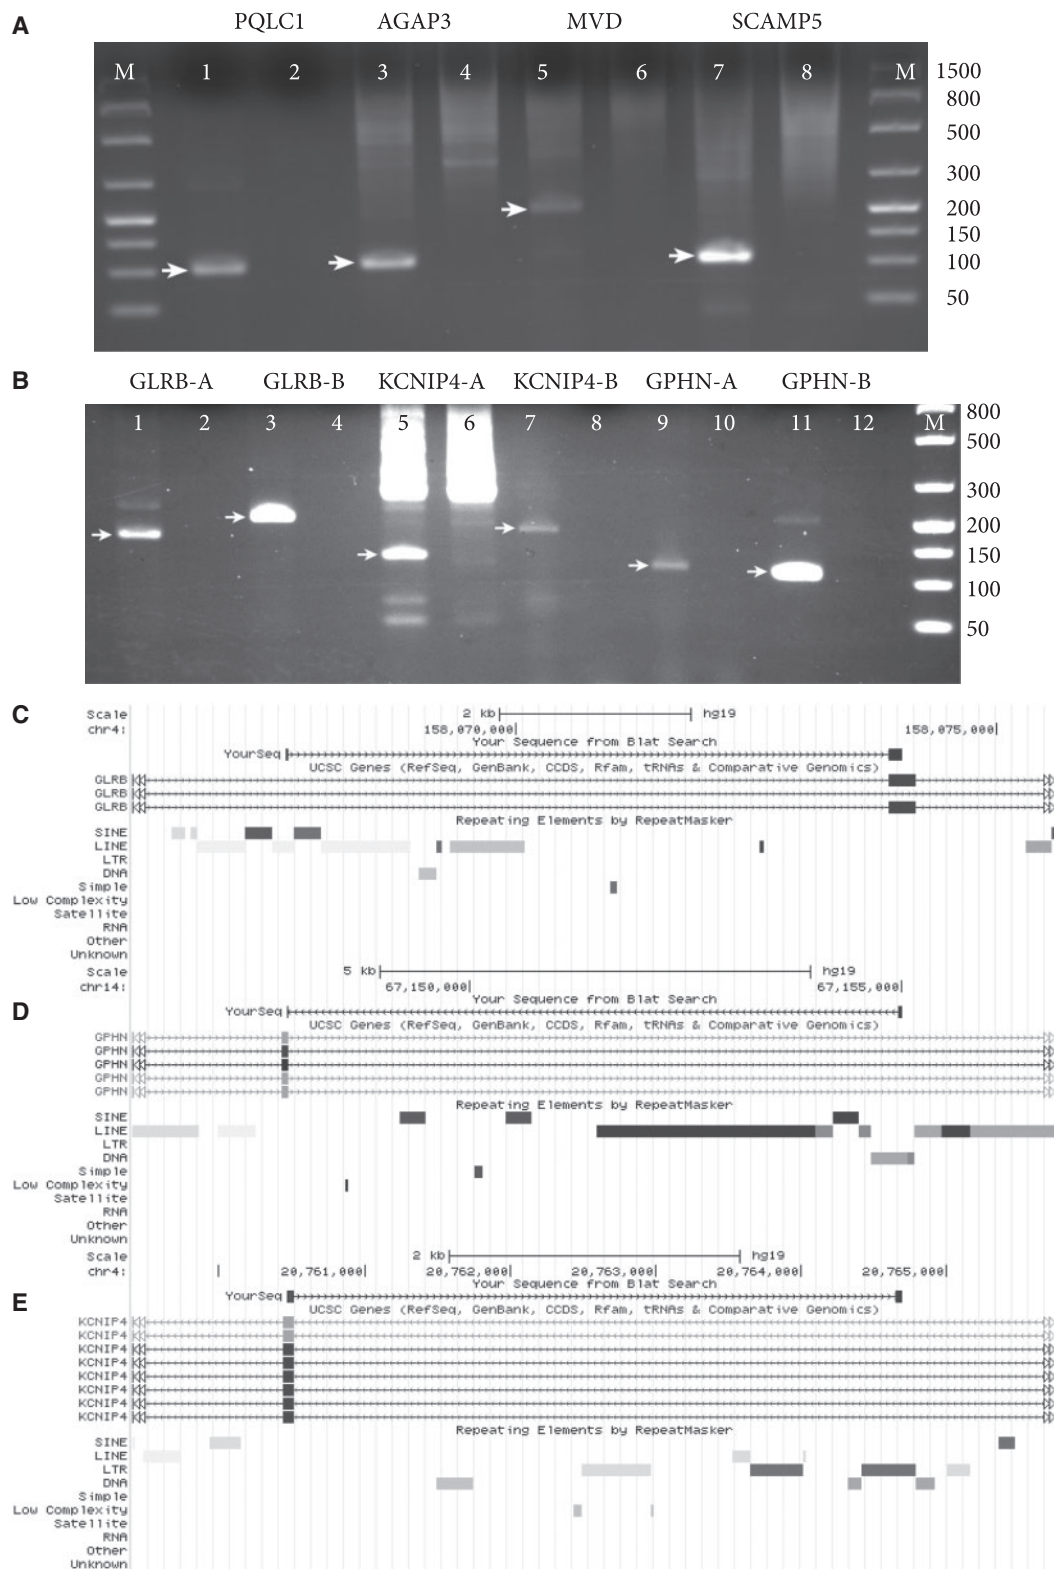 A PQLC1 AGAP3 MVD SCAMP5
M 1 2 3 4 5 6 7 8 M 1500
800
500
300
200
150
100
50
B GLRB-A GLRB-B KCNIP4-A KCNIP4-B GPHN-A GPHN-B
800
1 2 3 4 5 6 7 8 9 10 11 12 M
500
300
200
150
100
50
C Scale 2 kb hg19
chr4: 158,070,000 158,075,000
Your Sequence from Blat Search
YourSeq
UCSC Genes (RefSeq, GenBank, CCDS, Rfam, tRNAs & Comparative Genomics)
GLRB
GLRB
GLRB
Repeating Elements by RepeatMasker
SINE
LINE
LTR
DNA
Simple
Low Complexity
Satellite
RNA
Other
Unknown
Scale 5 kb hg19
chr14: 67,150,000 67,155,000
Your Sequence from Blat Search
D YourSeq
UCSC Genes (RefSeq, GenBank, CCDS, Rfam, tRNAs & Comparative Genomics)
GPHN
GPHN
GPHN
GPHN
GPHN
Repeating Elements by RepeatMasker
SINE
LINE
LTR
DNA
Simple
Low Complexity
Satellite
RNA
Other
Unknown
Scale 2 kb hg19
chr4: 20,761,000 20,762,000 20,763,000 20,764,000 20,765,000
Your Sequence from Blat Search
E YourSeq
UCSC Genes (RefSeq, GenBank, CCDS, Rfam, tRNAs & Comparative Genomics)
KCNIP4
KCNIP4
KCNIP4
KCNIP4
KCNIP4
KCNIP4
KCNIP4
KCNIP4
Repeating Elements by RepeatMasker
SINE
LINE
LTR
DNA
Simple
Low Complexity
Satellite
RNA
Other
Unknown